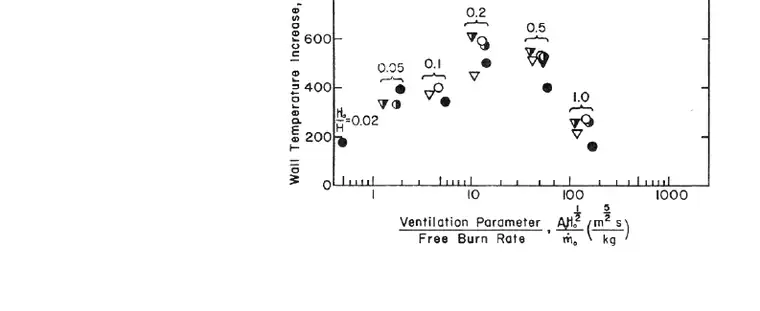 Wall Temperature Increase,
600
400
200
0
0.2
0.5
0.05
0.1
1.0
H₀/H=0.02
1 10 100 1000
Ventilation Parameter / Free Burn Rate , AH₀^½ / ṁ₀ (m^5/2 s / kg)